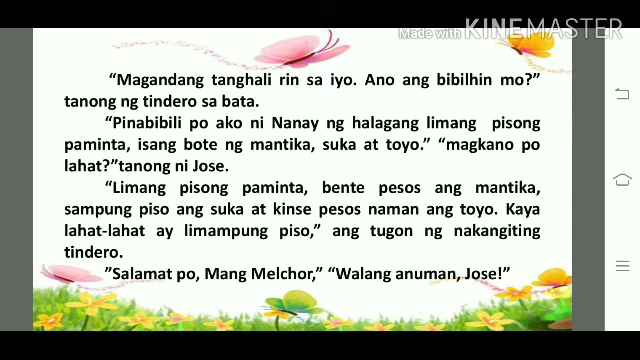 Made with KINEMASTER
“Magandang tanghali rin sa iyo. Ano ang bibilhin mo?”
tanong ng tindero sa bata.
“Pinabibili po ako ni Nanay ng halagang limang pisong
paminta, isang bote ng mantika, suka at toyo.” “magkano po
lahat?”tanong ni Jose.
“Limang pisong paminta, bente pesos ang mantika,
sampung piso ang suka at kinse pesos naman ang toyo. Kaya
lahat-lahat ay limampung piso,” ang tugon ng nakangiting
tindero.
”Salamat po, Mang Melchor,” “Walang anuman, Jose!”